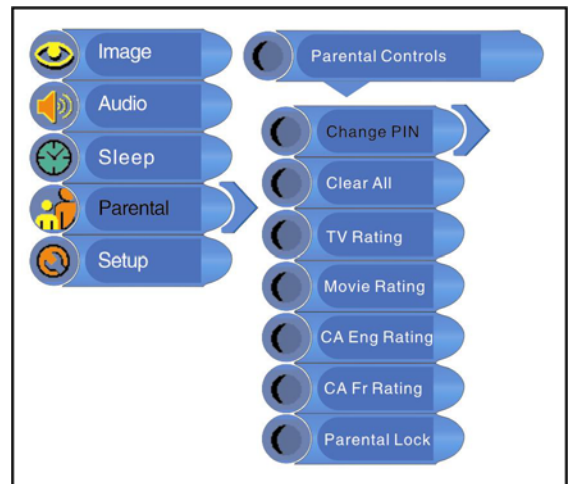 Image
Audio
Sleep
Parental
Setup
Parental Controls
Change PIN
Clear All
TV Rating
Movie Rating
CA Eng Rating
CA Fr Rating
Parental Lock